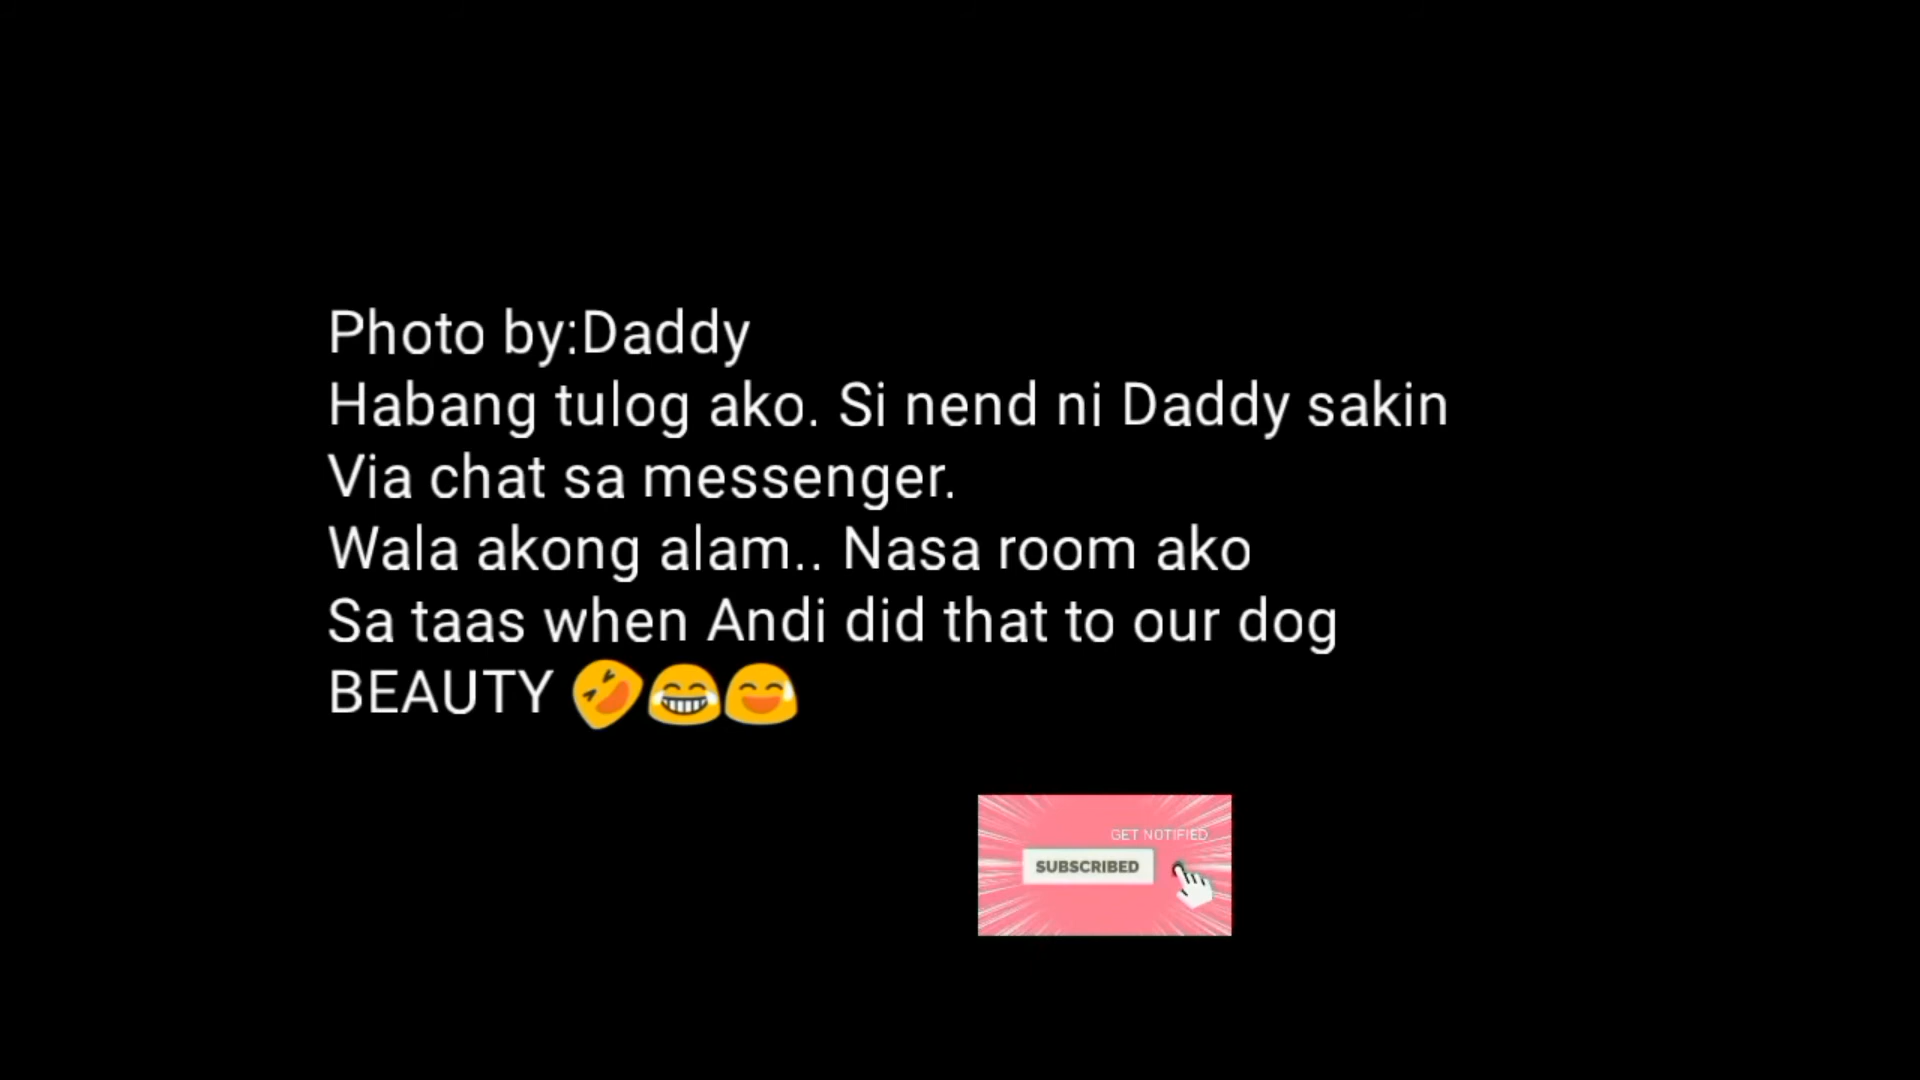 Photo by:Daddy
Habang tulog ako. Si nend ni Daddy sakin
Via chat sa messenger.
Wala akong alam.. Nasa room ako
Sa taas when Andi did that to our dog
BEAUTY 🤣😂😅
GET NOTIFIED
SUBSCRIBED